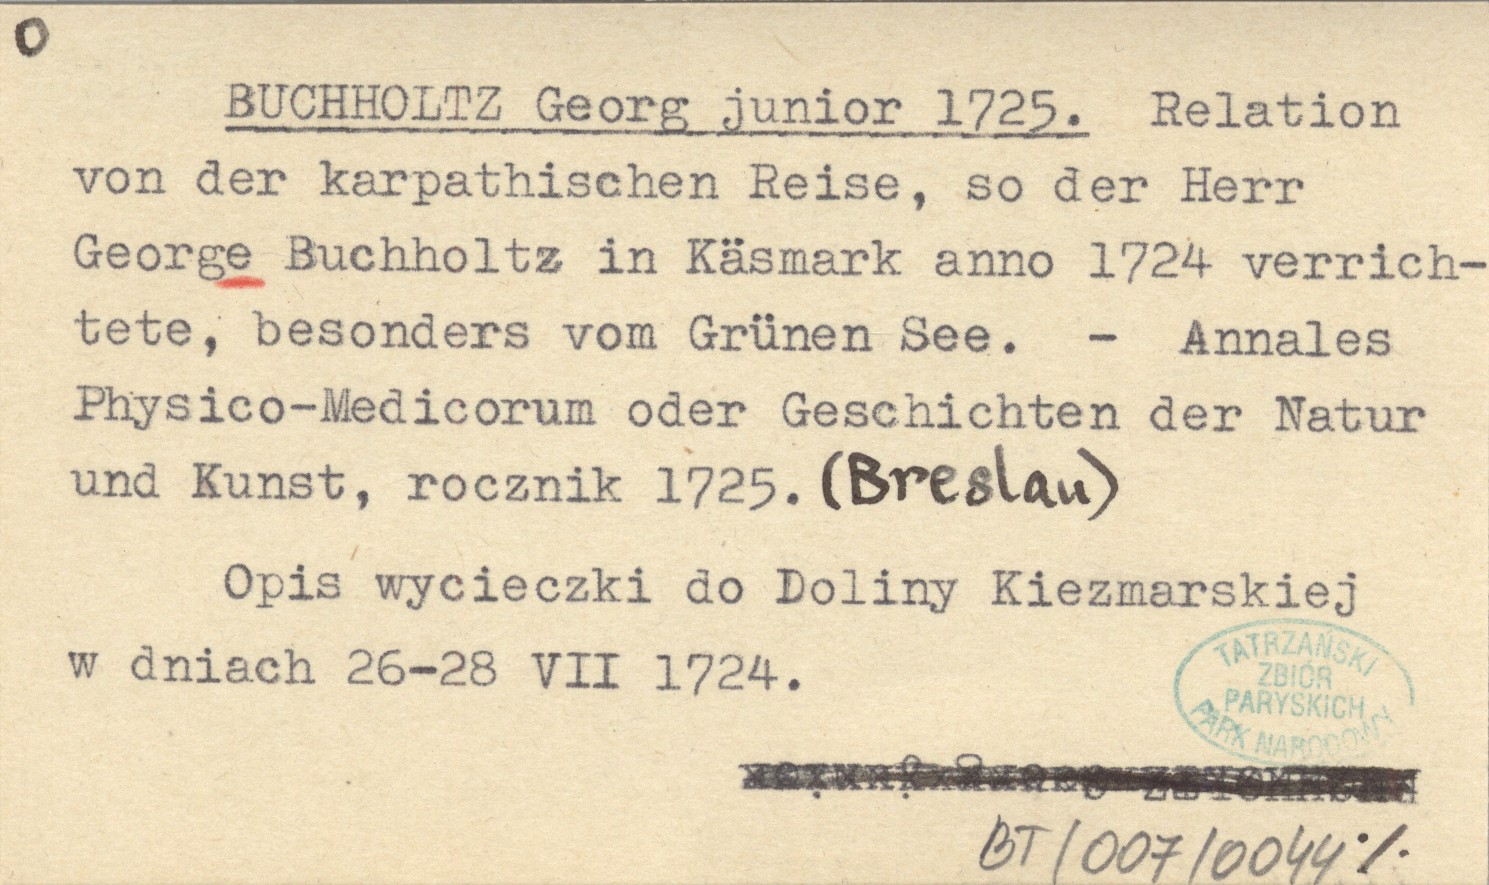 O
BUCHHOLTZ Georg junior 1725. Relation
von der karpathischen Reise, so der Herr
George Buchholtz in Käsmark anno 1724 verrich-
tete, besonders vom Grünen See. - Annales
Physico-Medicorum oder Geschichten der Natur
und Kunst, rocznik 1725. (Breslau)
Opis wycieczki do Doliny Kiezmarskiej
w dniach 26-28 VII 1724.
TATRZAŃSKI
ZBIÓR
PARYSKICH
PARK NARODOWY
BT/007/0044 ·/.